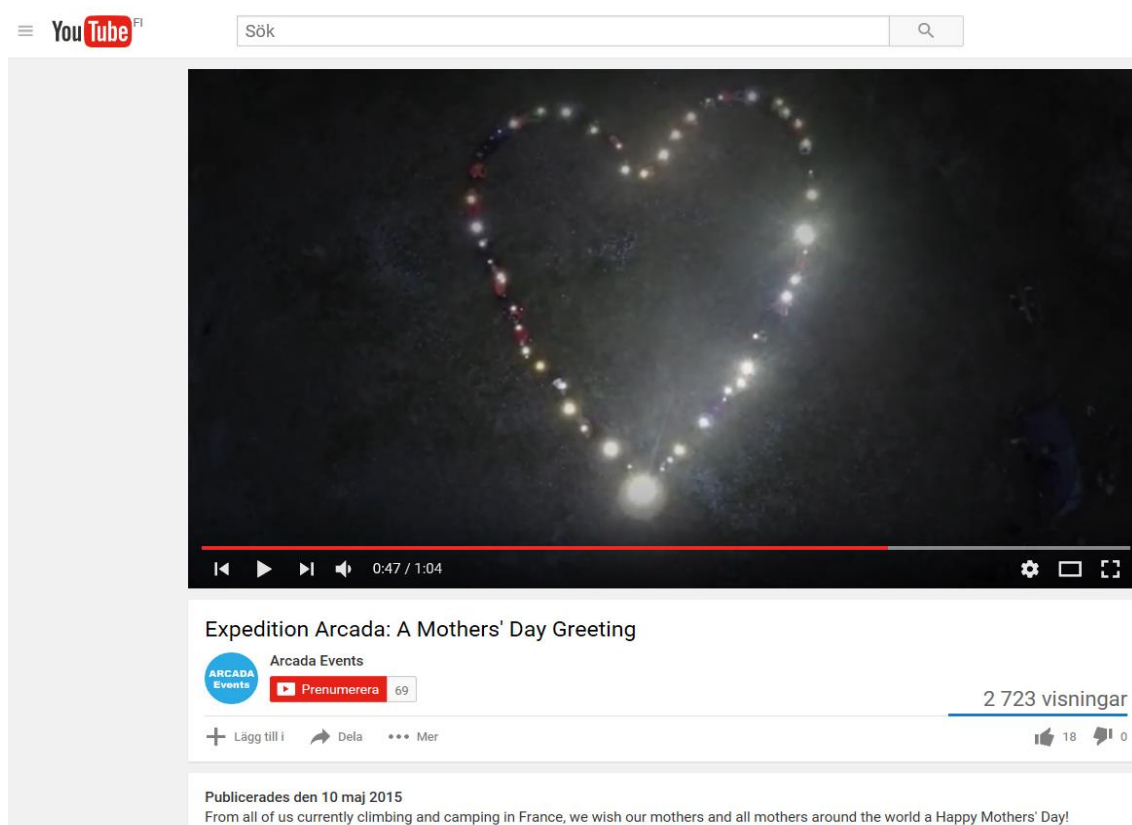 YouTube FI
Sök
0:47 / 1:04
Expedition Arcada: A Mothers' Day Greeting
ARCADA
Events
Arcada Events
Prenumerera 69
2 723 visningar
Lägg till i Dela Mer
18 0
Publicerades den 10 maj 2015
From all of us currently climbing and camping in France, we wish our mothers and all mothers around the world a Happy Mothers' Day!